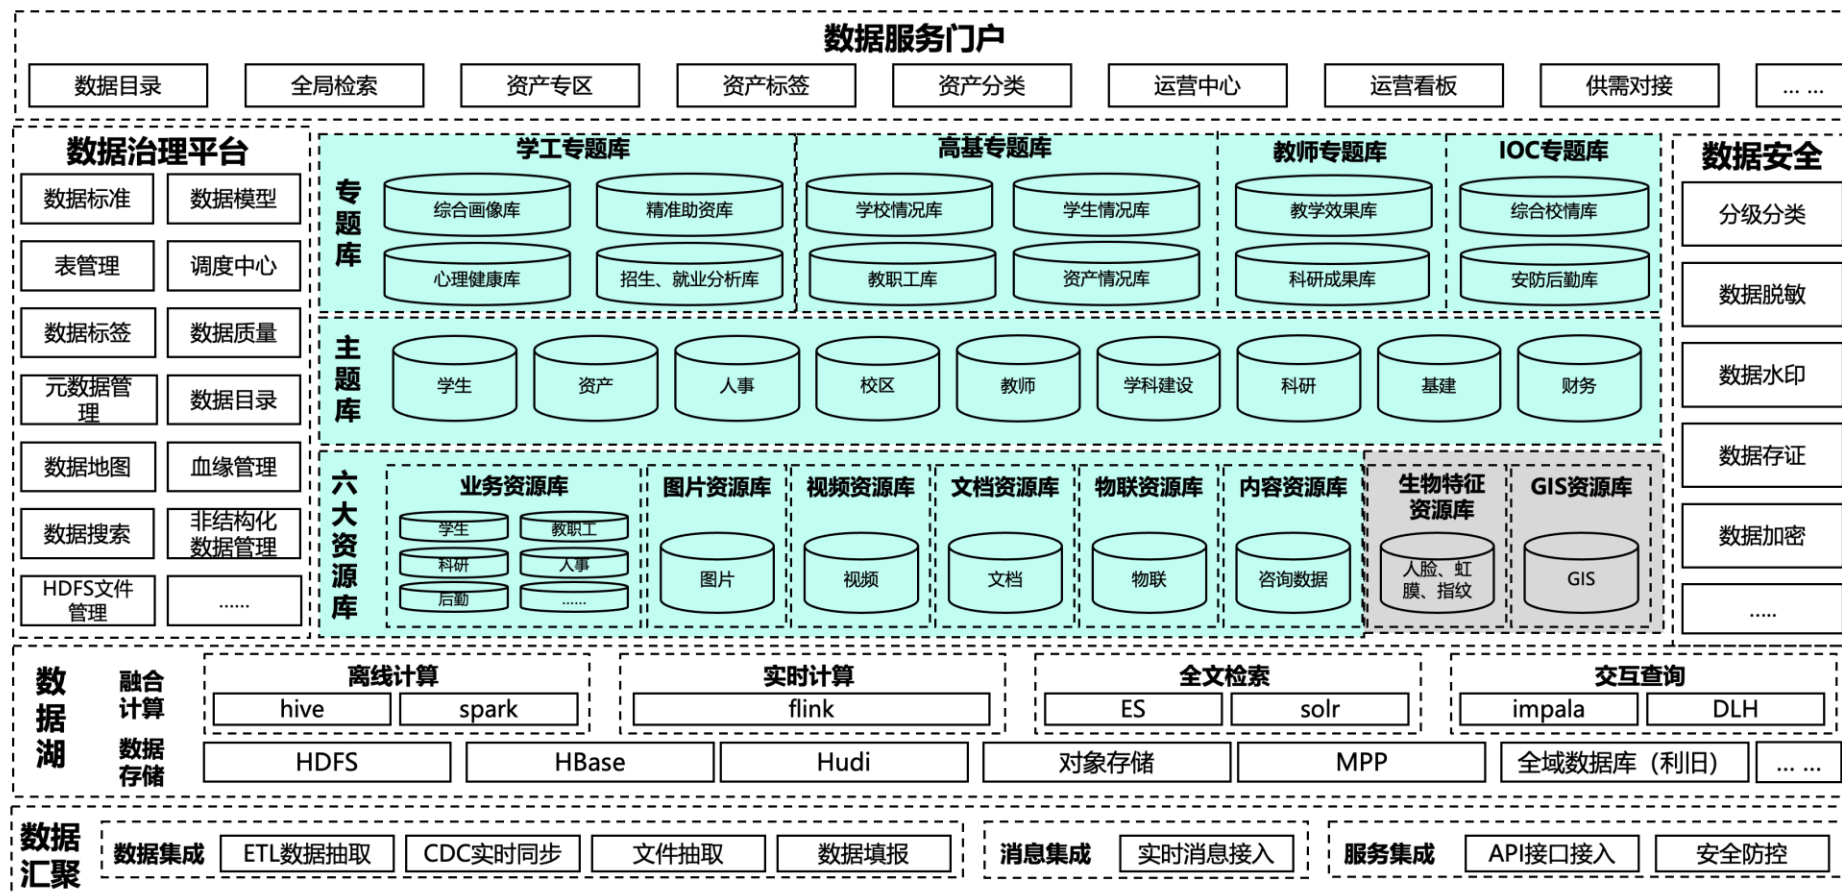 数据服务门户
数据目录
全局检索
资产专区
资产标签
资产分类
运营中心
运营看板
供需对接
... ...
数据治理平台
数据标准
数据模型
表管理
调度中心
数据标签
数据质量
元数据管
理
数据目录
数据地图
血缘管理
数据搜索
非结构化
数据管理
HDFS文件
管理
......
专题库
学工专题库
综合画像库
精准助资库
心理健康库
招生、就业分析库
高基专题库
学校情况库
学生情况库
教职工库
资产情况库
教师专题库
教学效果库
科研成果库
IOC专题库
综合校情库
安防后勤库
主题库
学生
资产
人事
校区
教师
学科建设
科研
基建
财务
六大资源库
业务资源库
学生
教职工
科研
人事
后勤
......
图片资源库
图片
视频资源库
视频
文档资源库
文档
物联资源库
物联
内容资源库
咨询数据
生物特征
资源库
人脸、虹
膜、指纹
GIS资源库
GIS
数据安全
分级分类
数据脱敏
数据水印
数据存证
数据加密
.....
数据湖
融合
计算
离线计算
hive
spark
实时计算
flink
全文检索
ES
solr
交互查询
impala
DLH
数据
存储
HDFS
HBase
Hudi
对象存储
MPP
全域数据库（利旧）
... ...
数据
汇聚
数据集成
ETL数据抽取
CDC实时同步
文件抽取
数据填报
消息集成
实时消息接入
服务集成
API接口接入
安全防控